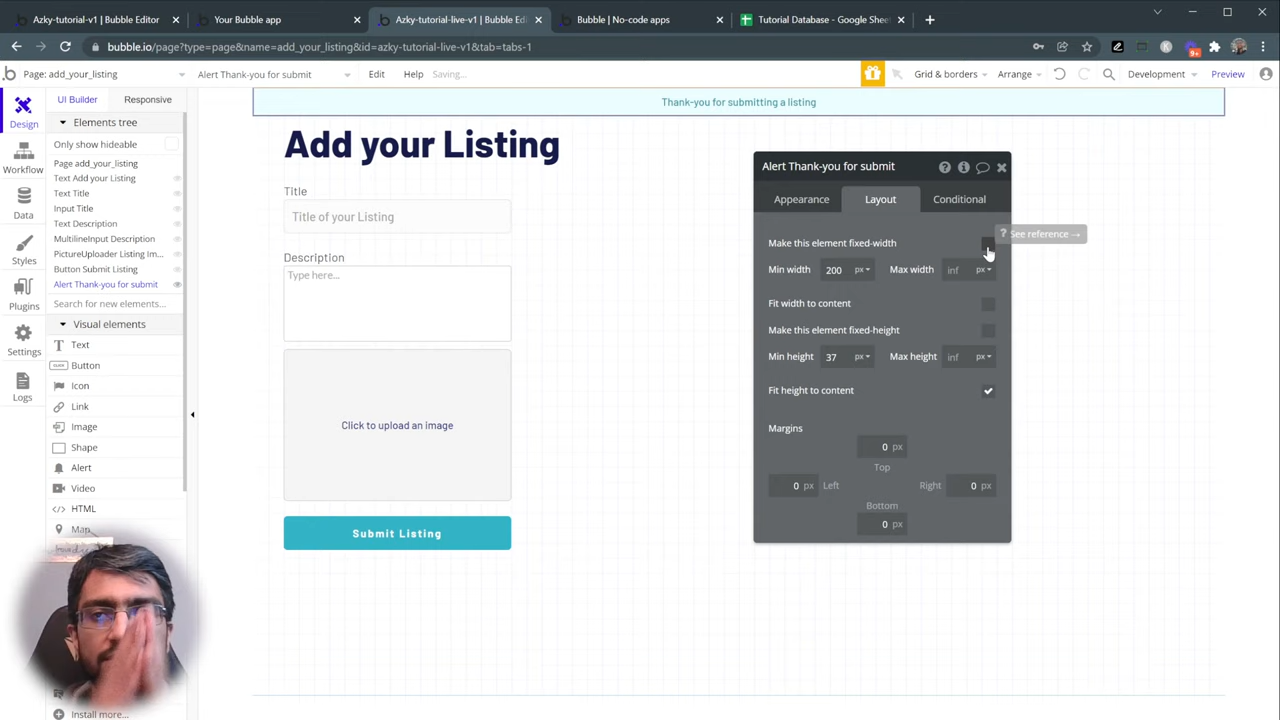 Azky-tutorial-v1 | Bubble Editor
Your Bubble app
Azky-tutorial-live-v1 | Bubble Edi
Bubble | No-code apps
Tutorial Database - Google Shee
bubble.io/page?type=page&name=add_your_listing&id=azky-tutorial-live-v1&tab=tabs-1
9+
Page: add_your_listing
Alert Thank-you for submit
Edit
Help
Saving...
Grid & borders
Arrange
Development
Preview
Design
Workflow
Data
Styles
Plugins
Settings
Logs
UI Builder
Responsive
Elements tree
Only show hideable
Page add_your_listing
Text Add your Listing
Text Title
Input Title
Text Description
MultilineInput Description
PictureUploader Listing Im...
Button Submit Listing
Alert Thank-you for submit
Search for new elements...
Visual elements
Text
Button
Icon
Link
Image
Shape
Alert
Video
HTML
Map
Install more...
Thank-you for submitting a listing
Add your Listing
Title
Title of your Listing
Description
Type here...
Click to upload an image
Submit Listing
Alert Thank-you for submit
Appearance
Layout
Conditional
Make this element fixed-width
? See reference →
Min width 200 px Max width inf px
Fit width to content
Make this element fixed-height
Min height 37 px Max height inf px
Fit height to content
Margins
0 px
Top
0 px Left Right 0 px
Bottom
0 px